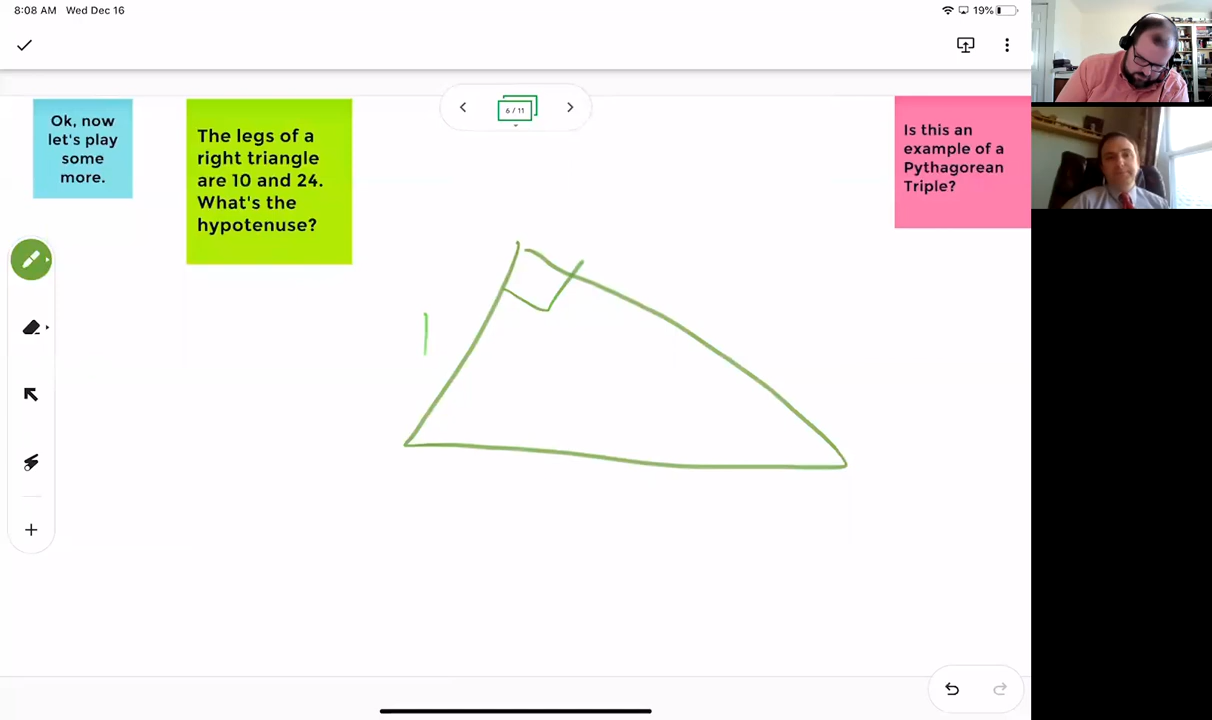 8:08 AM Wed Dec 16
19%
6 / 11
Ok, now
let's play
some
more.
The legs of a
right triangle
are 10 and 24.
What's the
hypotenuse?
Is this an
example of a
Pythagorean
Triple?
1